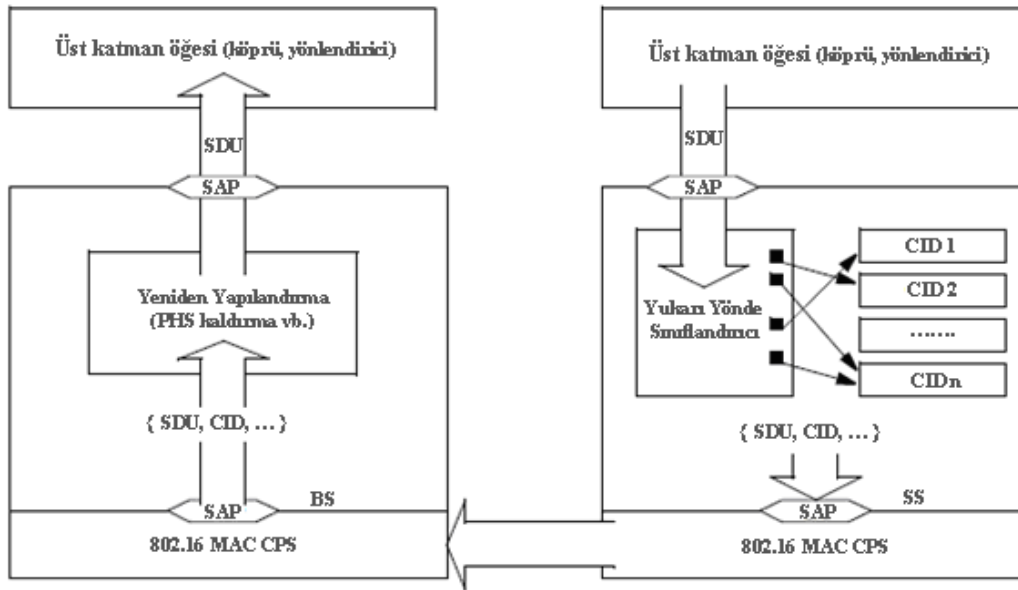 Üst katman öğesi (köprü, yönlendirici)
SDU
SAP
Yeniden Yapılandırma
(PHS kaldırma vb.)
{ SDU, CID, ... }
SAP
BS
802.16 MAC CPS
Üst katman öğesi (köprü, yönlendirici)
SDU
SAP
Yukarı Yönde
Sınıflandırıcı
CID 1
CID 2
.......
CIDn
{ SDU, CID, ... }
SAP
SS
802.16 MAC CPS